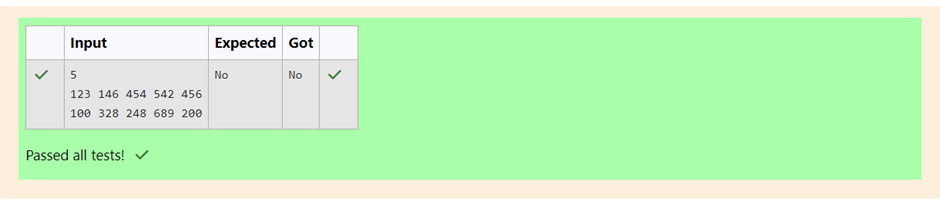 Input Expected Got
5 No No
123 146 454 542 456
100 328 248 689 200
Passed all tests!